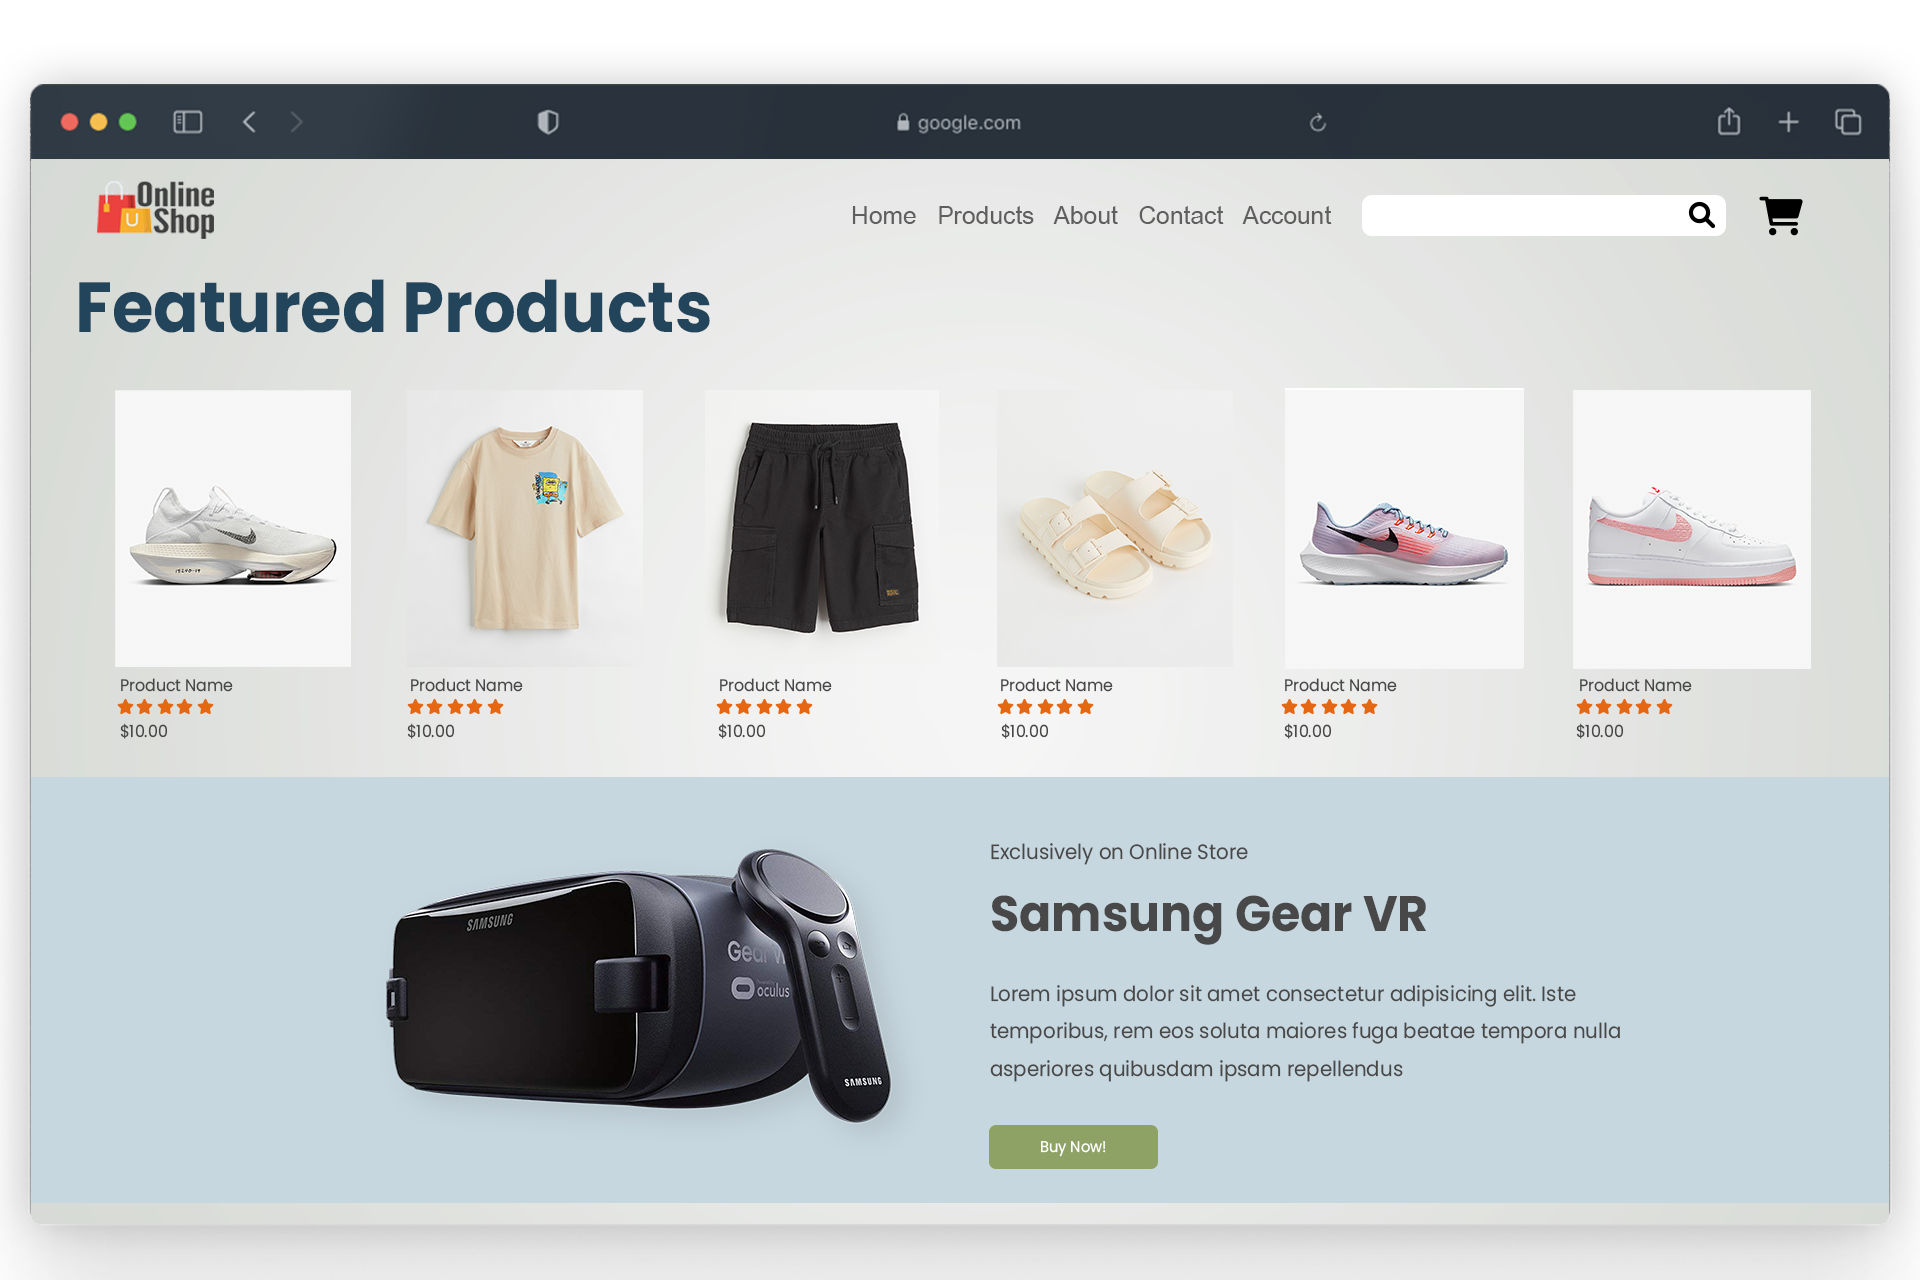 google.com
Online
Shop
U
Home Products About Contact Account
Featured Products
Product Name Product Name Product Name Product Name Product Name Product Name
$10.00 $10.00 $10.00 $10.00 $10.00 $10.00
Exclusively on Online Store
Samsung Gear VR
SAMSUNG
Gear V
oculus
SAMSUNG
Lorem ipsum dolor sit amet consectetur adipisicing elit. Iste
temporibus, rem eos soluta maiores fuga beatae tempora nulla
asperiores quibusdam ipsam repellendus
Buy Now!